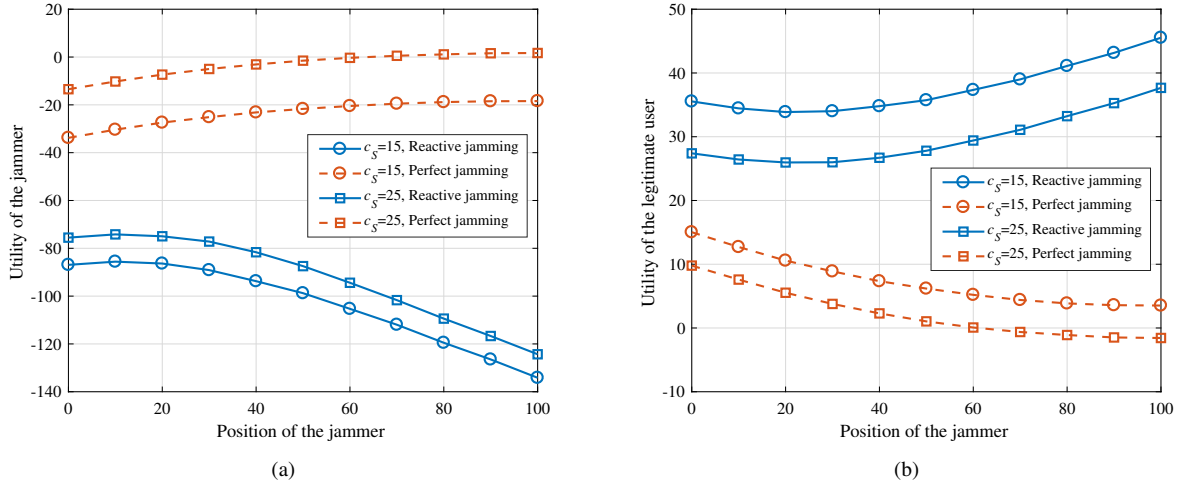 20
0
-20
-40
-60
-80
-100
-120
-140
0
20
40
60
80
100
Utility of the jammer
Position of the jammer
c_S=15, Reactive jamming
c_S=15, Perfect jamming
c_S=25, Reactive jamming
c_S=25, Perfect jamming
(a)
50
40
30
20
10
0
-10
0
20
40
60
80
100
Utility of the legitimate user
Position of the jammer
c_S=15, Reactive jamming
c_S=15, Perfect jamming
c_S=25, Reactive jamming
c_S=25, Perfect jamming
(b)